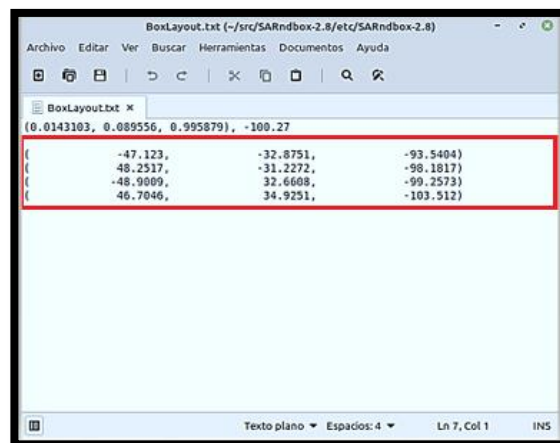 BoxLayout.txt (~/src/SARndbox-2.8/etc/SARndbox-2.8)
Archivo Editar Ver Buscar Herramientas Documentos Ayuda
BoxLayout.txt ×
(0.0143103, 0.089556, 0.995879), -100.27
( -47.123, -32.8751, -93.5404)
( 48.2517, -31.2272, -98.1817)
( -48.9009, 32.6608, -99.2573)
( 46.7046, 34.9251, -103.512)
Texto plano Espacios: 4 Ln 7, Col 1 INS